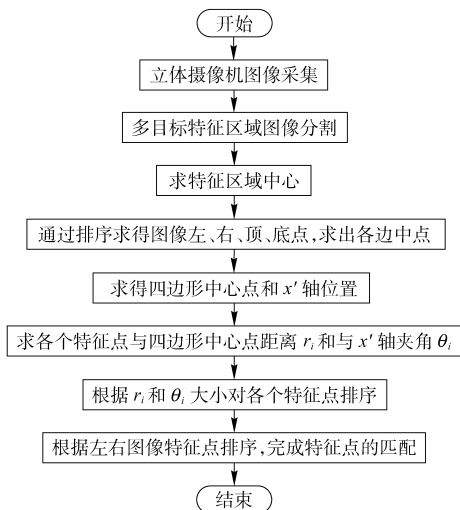 开始
立体摄像机图像采集
多目标特征区域图像分割
求特征区域中心
通过排序求得图像左、右、顶、底点,求出各边中点
求得四边形中心点和 x′ 轴位置
求各个特征点与四边形中心点距离 rᵢ和与 x′ 轴夹角 θᵢ
根据 rᵢ 和 θᵢ 大小对各个特征点排序
根据左右图像特征点排序,完成特征点的匹配
结束